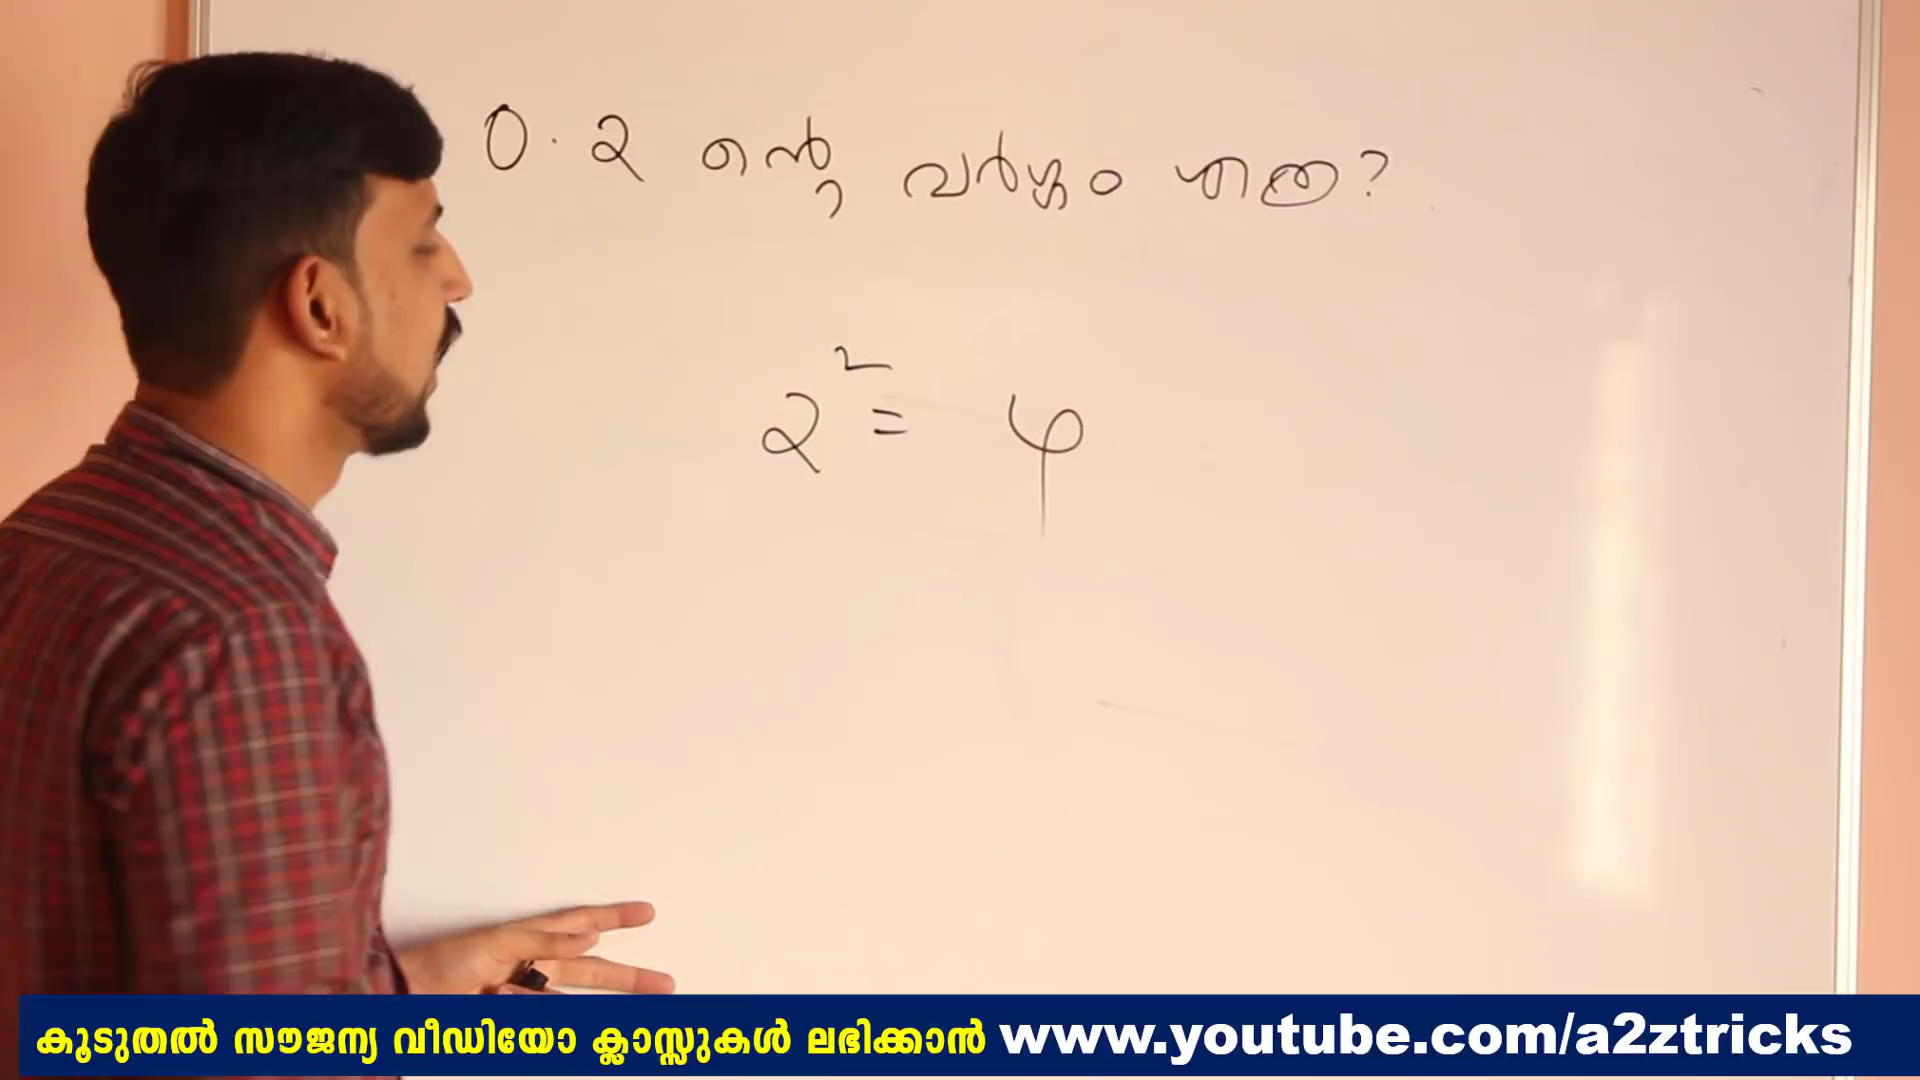 0.2 ന്റെ വർഗ്ഗം എത്ര?
2² = 4
കൂടുതൽ സൗജന്യ വീഡിയോ ക്ലാസ്സുകൾ ലഭിക്കാൻ www.youtube.com/a2ztricks